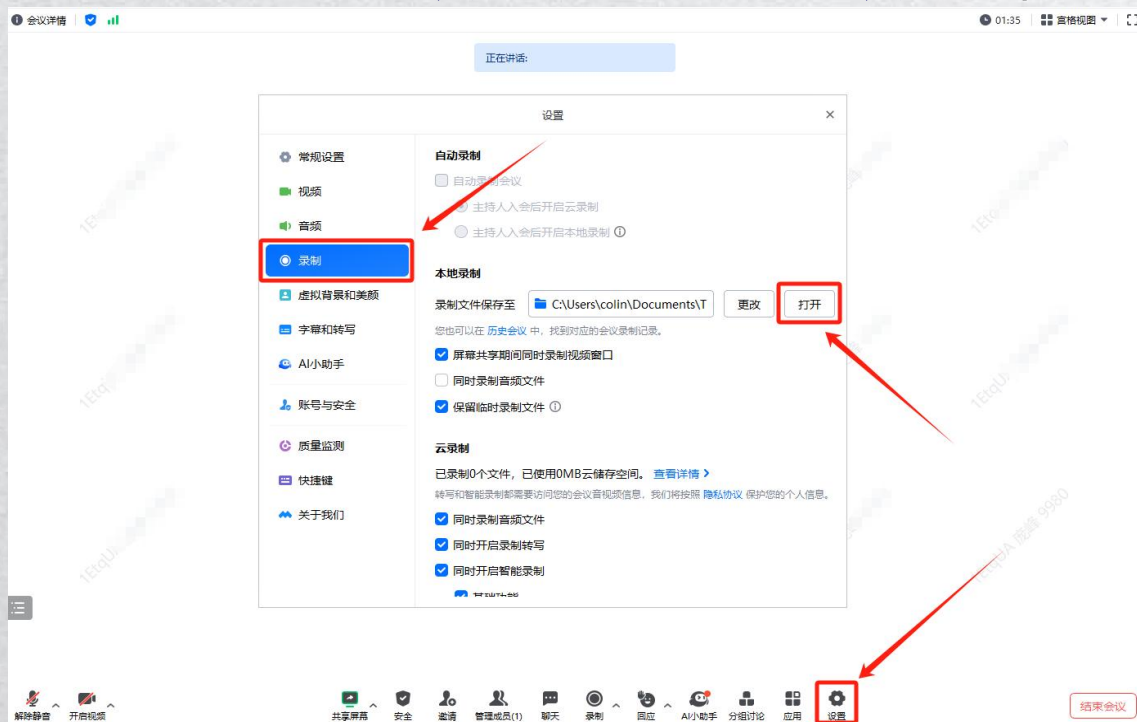 会议详情
01:35
宫格视图
正在讲话:
设置
常规设置
视频
音频
录制
虚拟背景和美颜
字幕和转写
AI小助手
账号与安全
质量监测
快捷键
关于我们
自动录制
自动录制会议
主持人入会后开启云录制
主持人入会后开启本地录制
本地录制
录制文件保存至 C:\Users\colin\Documents\T 更改 打开
您也可以在 历史会议 中，找到对应的会议录制记录。
屏幕共享期间同时录制视频窗口
同时录制音频文件
保留临时录制文件
云录制
已录制0个文件，已使用0MB云储存空间。 查看详情
转写和智能录制都需要访问您的会议音视频信息，我们将按照 隐私协议 保护您的个人信息。
同时录制音频文件
同时开启录制转写
同时开启智能录制
基础功能
解除静音 开启视频 共享屏幕 安全 邀请 管理成员(1) 聊天 录制 回应 AI小助手 分组讨论 应用 设置 结束会议